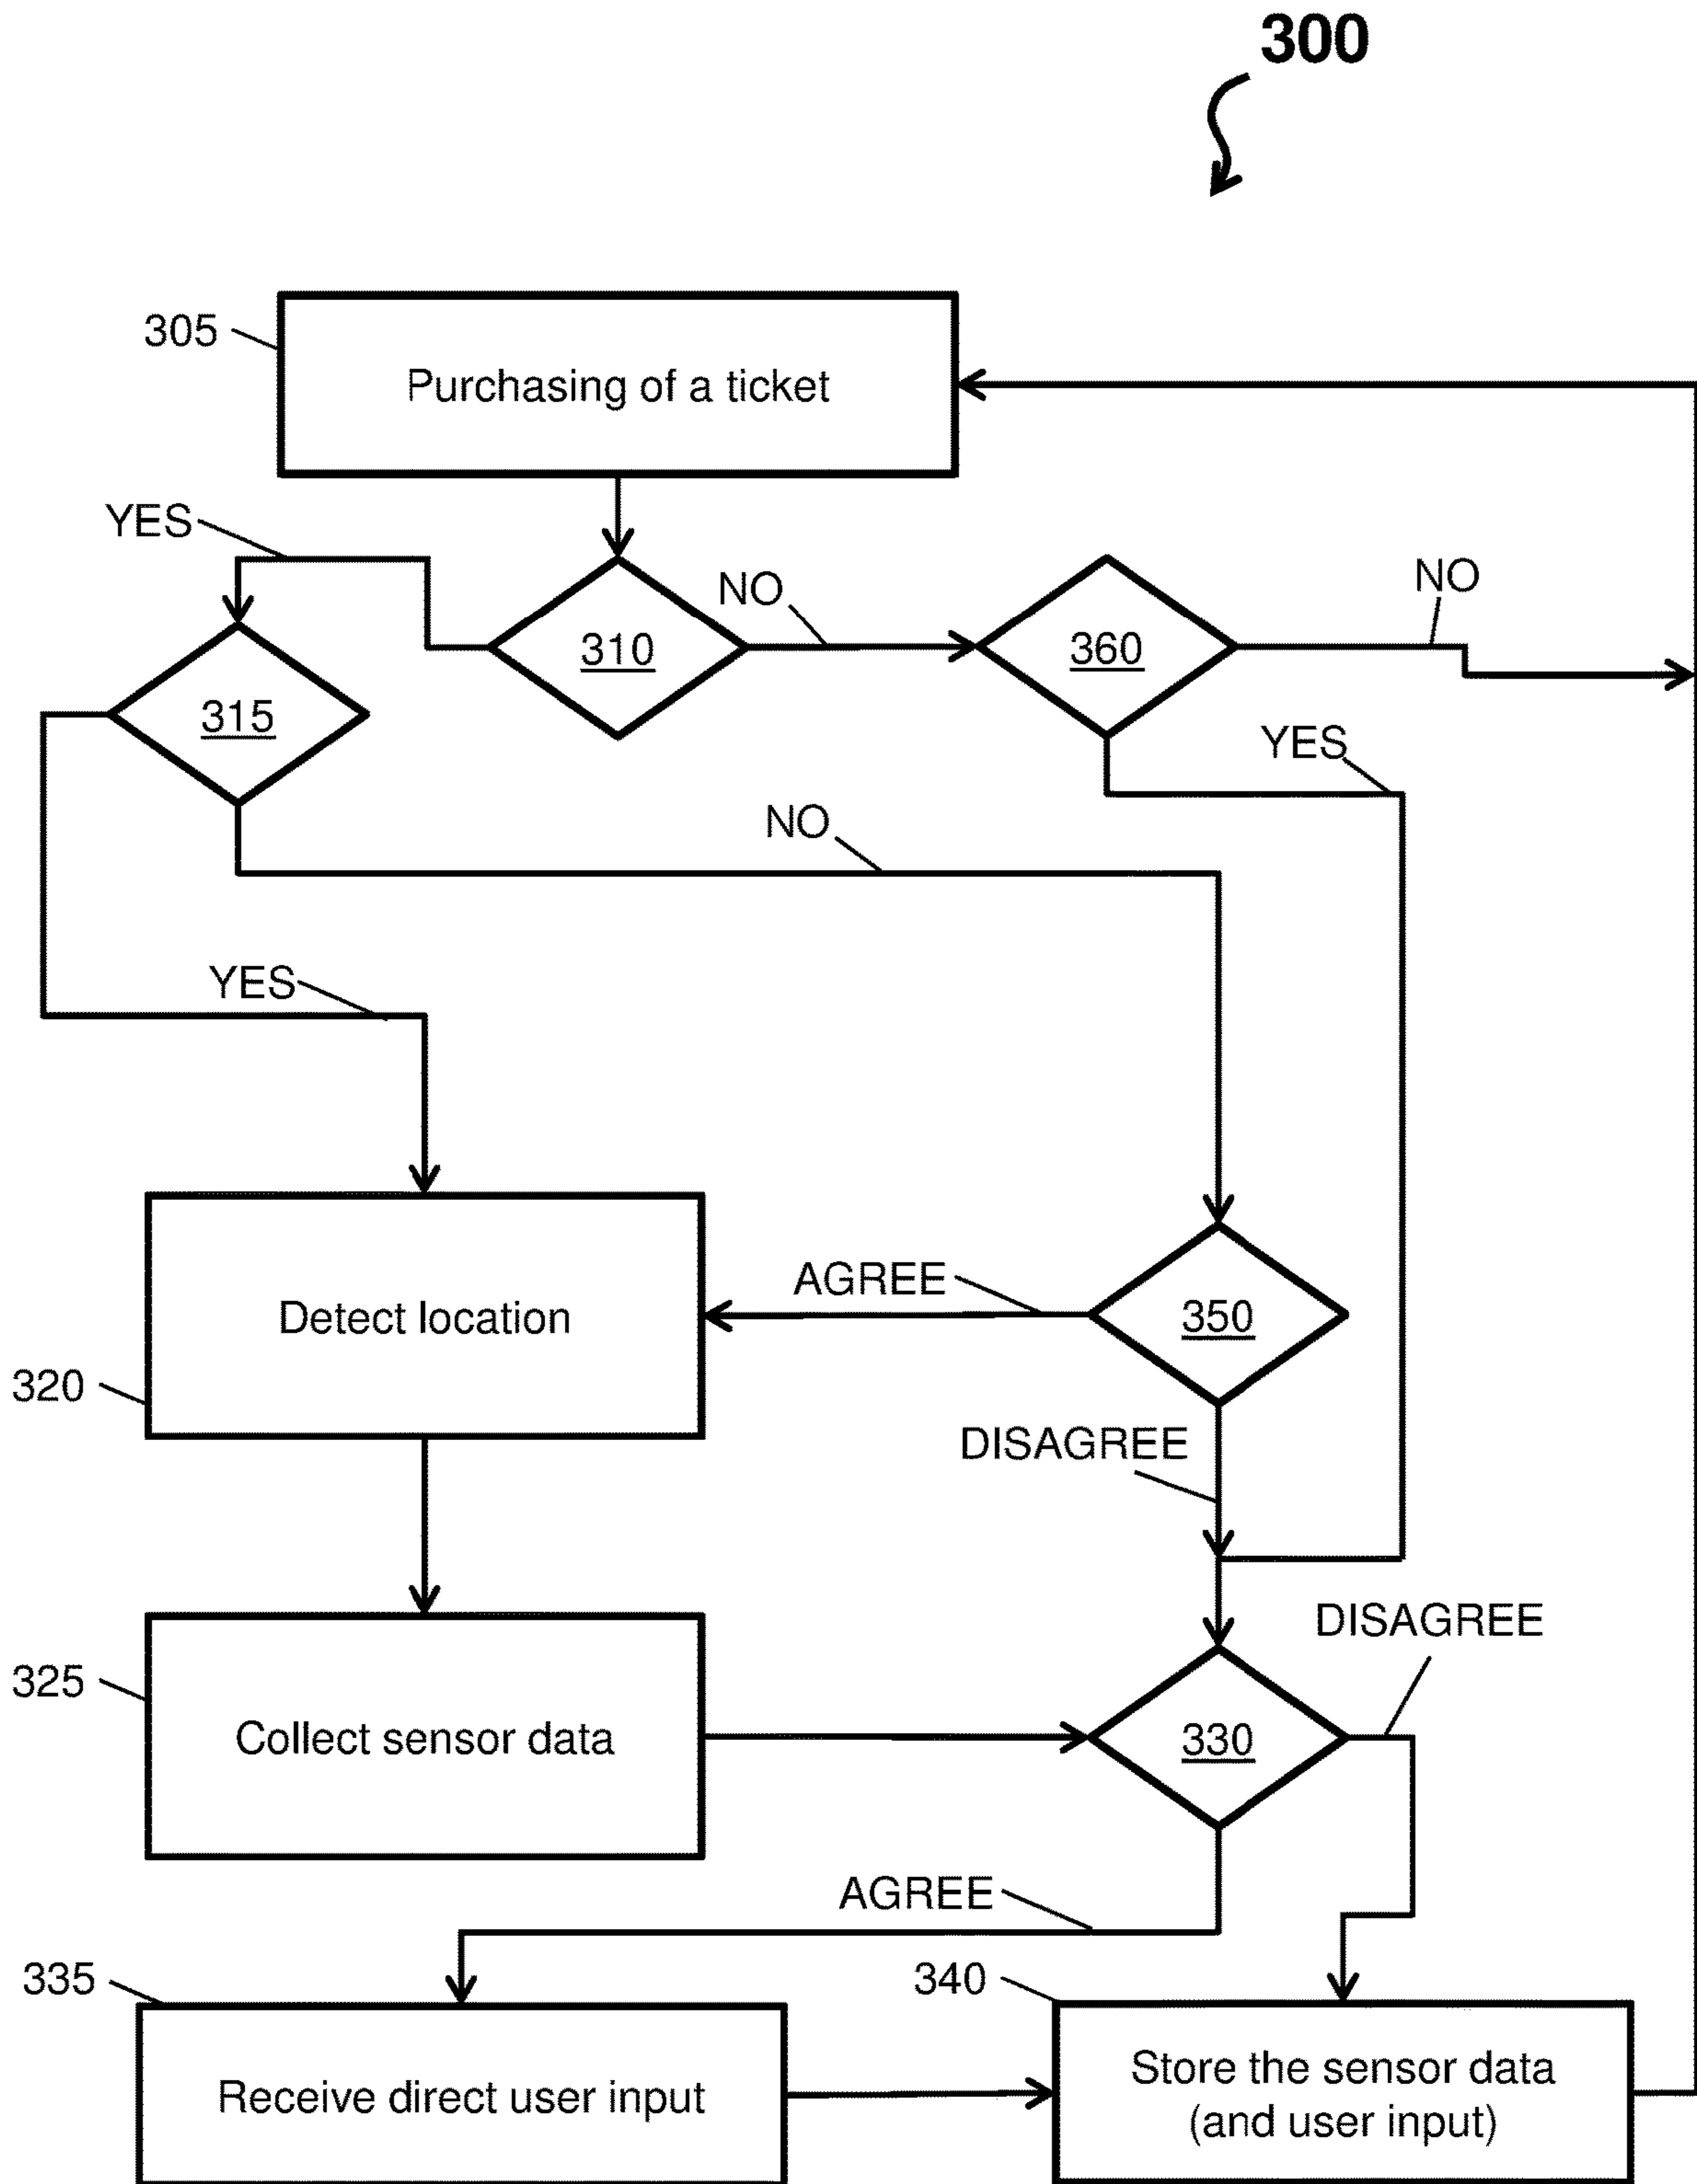 300
305
Purchasing of a ticket
YES
NO
NO
310
360
315
YES
NO
YES
AGREE
Detect location
350
320
DISAGREE
DISAGREE
325
Collect sensor data
330
AGREE
335
340
Receive direct user input
Store the sensor data
(and user input)